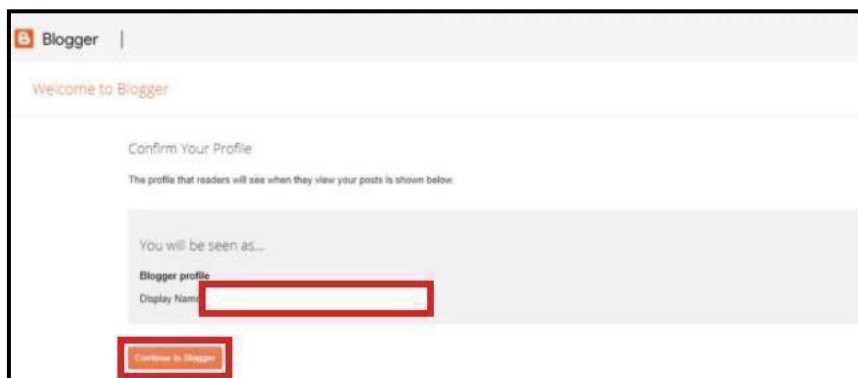 Blogger
Welcome to Blogger
Confirm Your Profile
The profile that readers will see when they view your posts is shown below.
You will be seen as...
Blogger profile
Display Name
Continue to Blogger